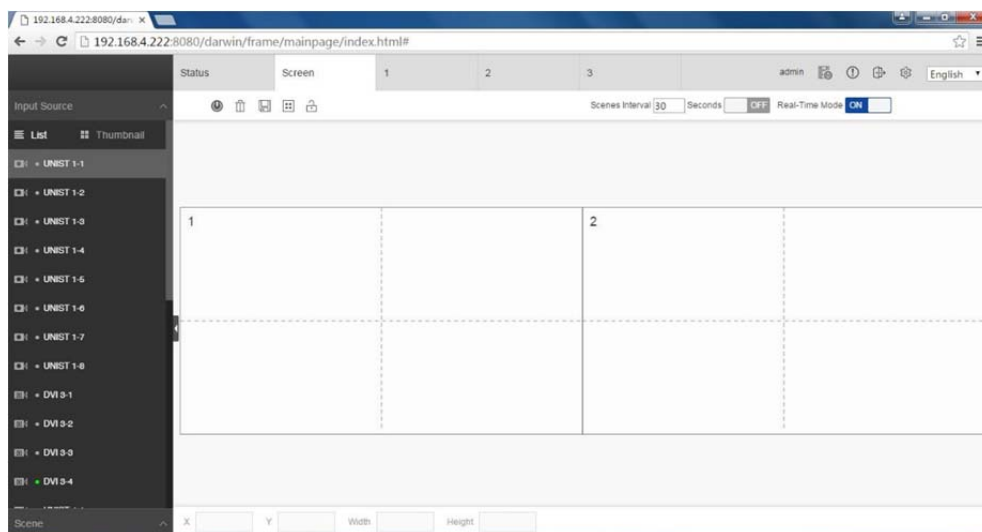 192.168.4.222:8080/dar
192.168.4.222:8080/darwin/frame/mainpage/index.html#
Status Screen 1 2 3 admin English
Input Source
Scenes Interval 30 Seconds OFF Real-Time Mode ON
List Thumbnail
UNIST 1-1
UNIST 1-2
UNIST 1-3
UNIST 1-4
UNIST 1-5
UNIST 1-6
UNIST 1-7
UNIST 1-8
DVI 3-1
DVI 3-2
DVI 3-3
DVI 3-4
1 2
Scene
X Y Width Height